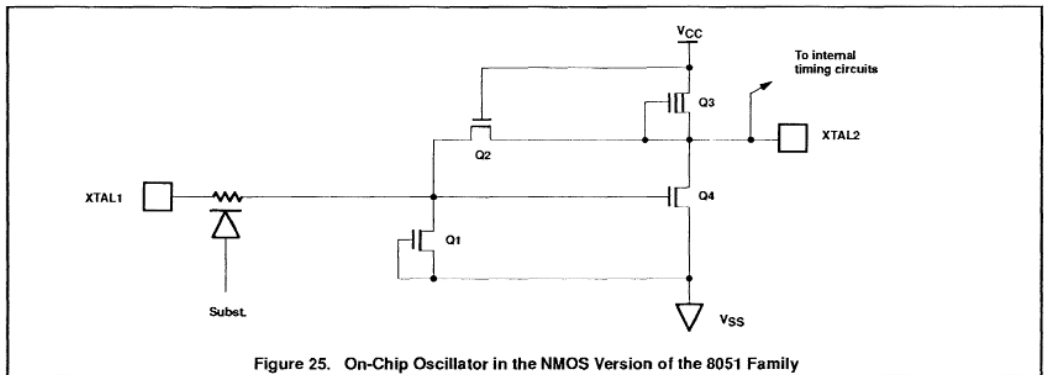 VCC
To internal
timing circuits
Q3
XTAL2
Q2
XTAL1
Q4
Q1
Subst.
VSS
Figure 25. On-Chip Oscillator in the NMOS Version of the 8051 Family